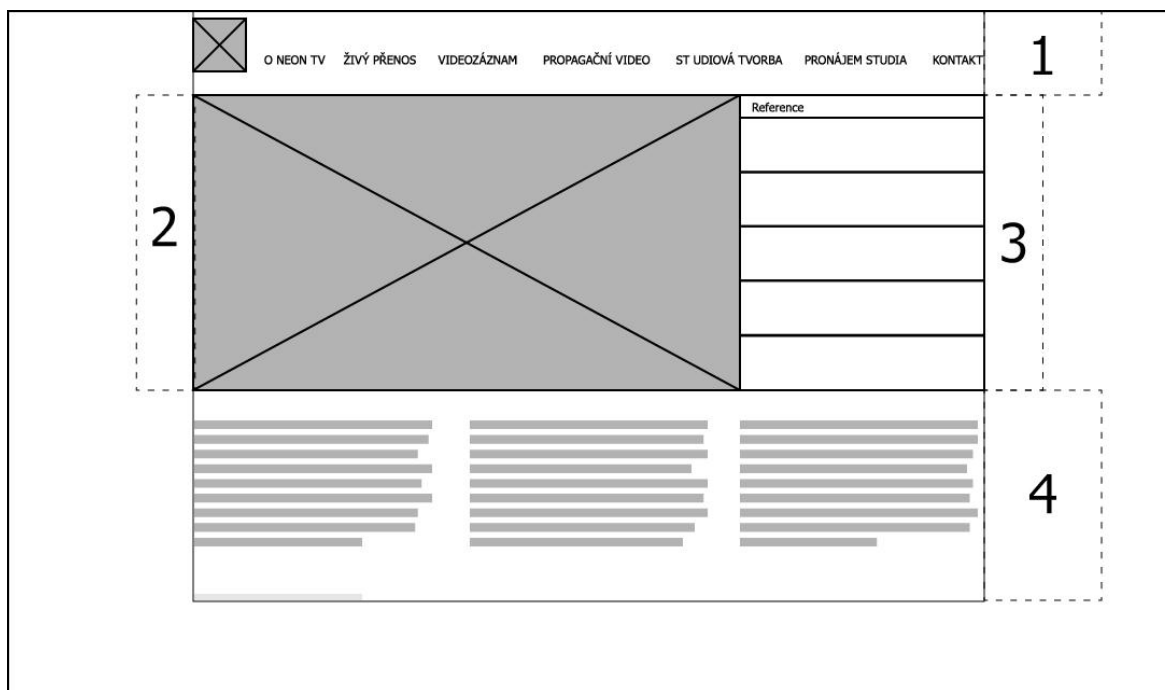 O NEON TV ŽIVÝ PŘENOS VIDEOZÁZNAM PROPAGAČNÍ VIDEO ST UDIOVÁ TVORBA PRONÁJEM STUDIA KONTAKT
1
Reference
2
3
4